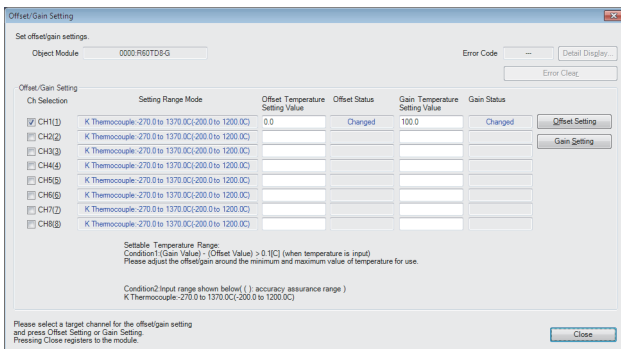 Offset/Gain Setting
Set offset/gain settings.
Object Module 0000:R60TD8-G Error Code --- Detail Display...
Error Clear
Offset/Gain Setting
Ch Selection Setting Range Mode Offset Temperature Setting Value Offset Status Gain Temperature Setting Value Gain Status
CH1(1) K Thermocouple:-270.0 to 1370.0C(-200.0 to 1200.0C) 0.0 Changed 100.0 Changed Offset Setting
CH2(2) K Thermocouple:-270.0 to 1370.0C(-200.0 to 1200.0C) Gain Setting
CH3(3) K Thermocouple:-270.0 to 1370.0C(-200.0 to 1200.0C)
CH4(4) K Thermocouple:-270.0 to 1370.0C(-200.0 to 1200.0C)
CH5(5) K Thermocouple:-270.0 to 1370.0C(-200.0 to 1200.0C)
CH6(6) K Thermocouple:-270.0 to 1370.0C(-200.0 to 1200.0C)
CH7(7) K Thermocouple:-270.0 to 1370.0C(-200.0 to 1200.0C)
CH8(8) K Thermocouple:-270.0 to 1370.0C(-200.0 to 1200.0C)
Settable Temperature Range:
Condition1:(Gain Value) - (Offset Value) > 0.1[C] (when temperature is input)
Please adjust the offset/gain around the minimum and maximum value of temperature for use.
Condition2:Input range shown below( ( ): accuracy assurance range )
K Thermocouple:-270.0 to 1370.0C(-200.0 to 1200.0C)
Please select a target channel for the offset/gain setting
and press Offset Setting or Gain Setting.
Pressing Close registers to the module.
Close